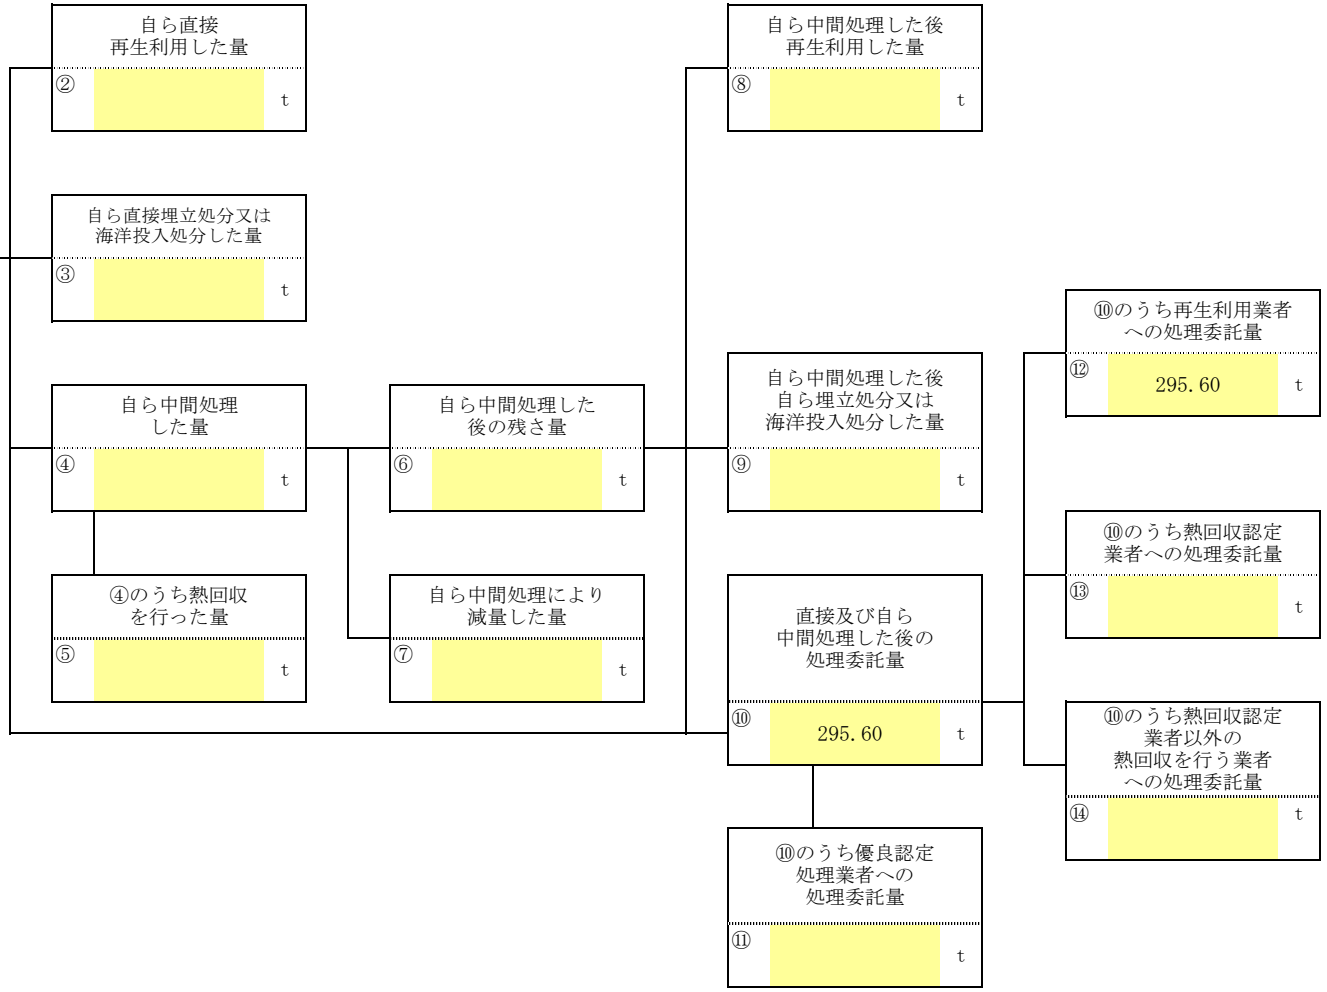 自ら直接
再生利用した量
②
t
自ら中間処理した後
再生利用した量
⑧
t
自ら直接埋立処分又は
海洋投入処分した量
③
t
⑩のうち再生利用業者
への処理委託量
⑫
295.60
t
自ら中間処理
した量
④
t
自ら中間処理した
後の残さ量
⑥
t
自ら中間処理した後
自ら埋立処分又は
海洋投入処分した量
⑨
t
⑩のうち熱回収認定
業者への処理委託量
⑬
t
④のうち熱回収
を行った量
⑤
t
自ら中間処理により
減量した量
⑦
t
直接及び自ら
中間処理した後の
処理委託量
⑩
295.60
t
⑩のうち熱回収認定
業者以外の
熱回収を行う業者
への処理委託量
⑭
t
⑩のうち優良認定
処理業者への
処理委託量
⑪
t